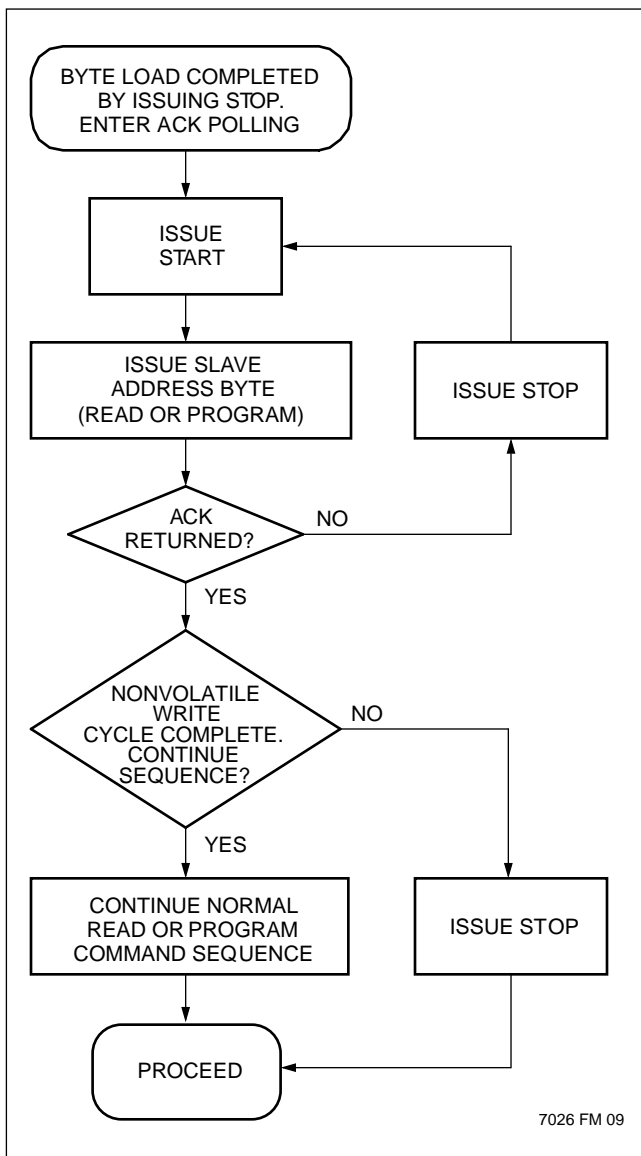 BYTE LOAD COMPLETED
BY ISSUING STOP.
ENTER ACK POLLING
ISSUE
START
ISSUE SLAVE
ADDRESS BYTE
(READ OR PROGRAM)
ISSUE STOP
ACK
RETURNED?
NO
YES
NONVOLATILE
WRITE
CYCLE COMPLETE.
CONTINUE
SEQUENCE?
NO
YES
CONTINUE NORMAL
READ OR PROGRAM
COMMAND SEQUENCE
ISSUE STOP
PROCEED
7026 FM 09